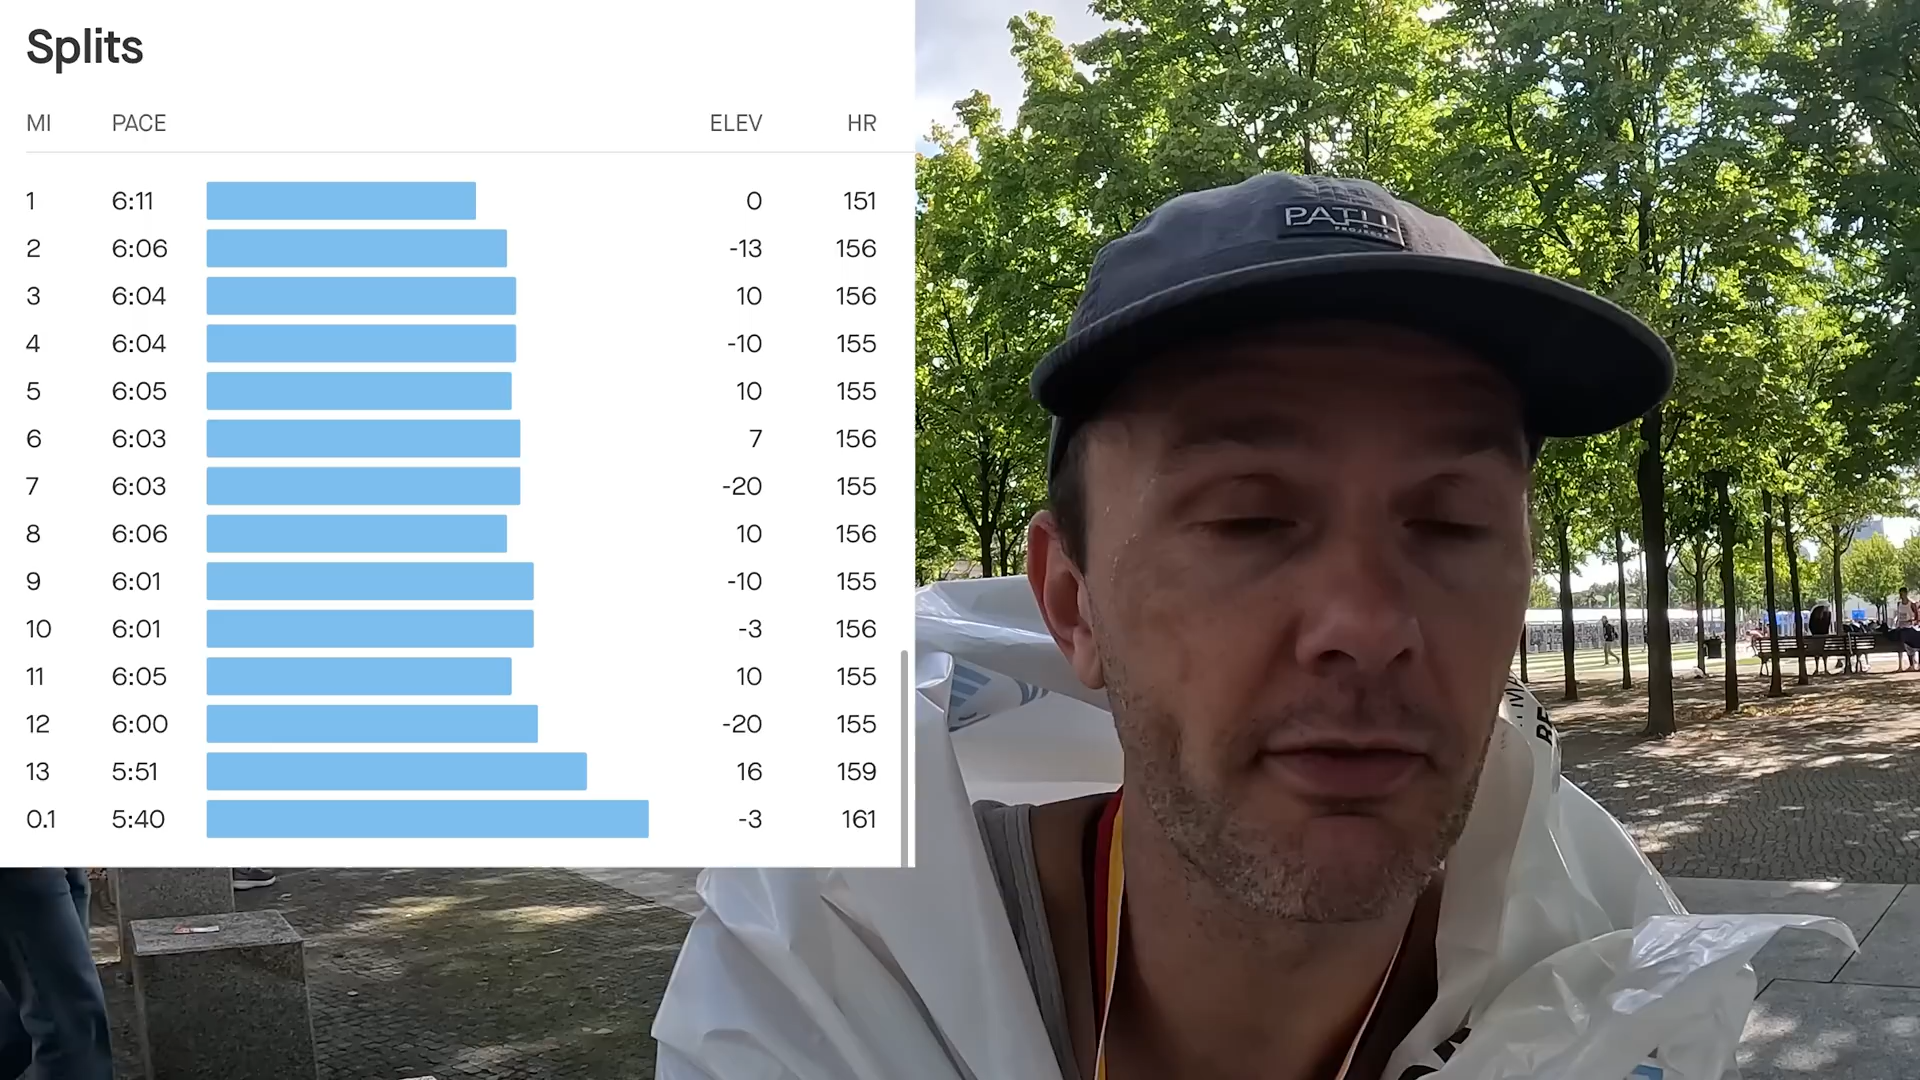 Splits
MI PACE ELEV HR
1 6:11 0 151
2 6:06 -13 156
3 6:04 10 156
4 6:04 -10 155
5 6:05 10 155
6 6:03 7 156
7 6:03 -20 155
8 6:06 10 156
9 6:01 -10 155
10 6:01 -3 156
11 6:05 10 155
12 6:00 -20 155
13 5:51 16 159
0.1 5:40 -3 161
PATH
PROJECTS